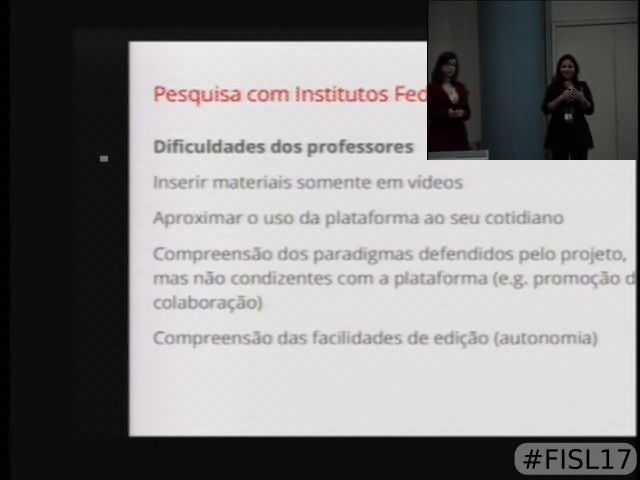 Pesquisa com Institutos Fed
Dificuldades dos professores
Inserir materiais somente em vídeos
Aproximar o uso da plataforma ao seu cotidiano
Compreensão dos paradigmas defendidos pelo projeto,
mas não condizentes com a plataforma (e.g. promoção d
colaboração)
Compreensão das facilidades de edição (autonomia)
#FISL17